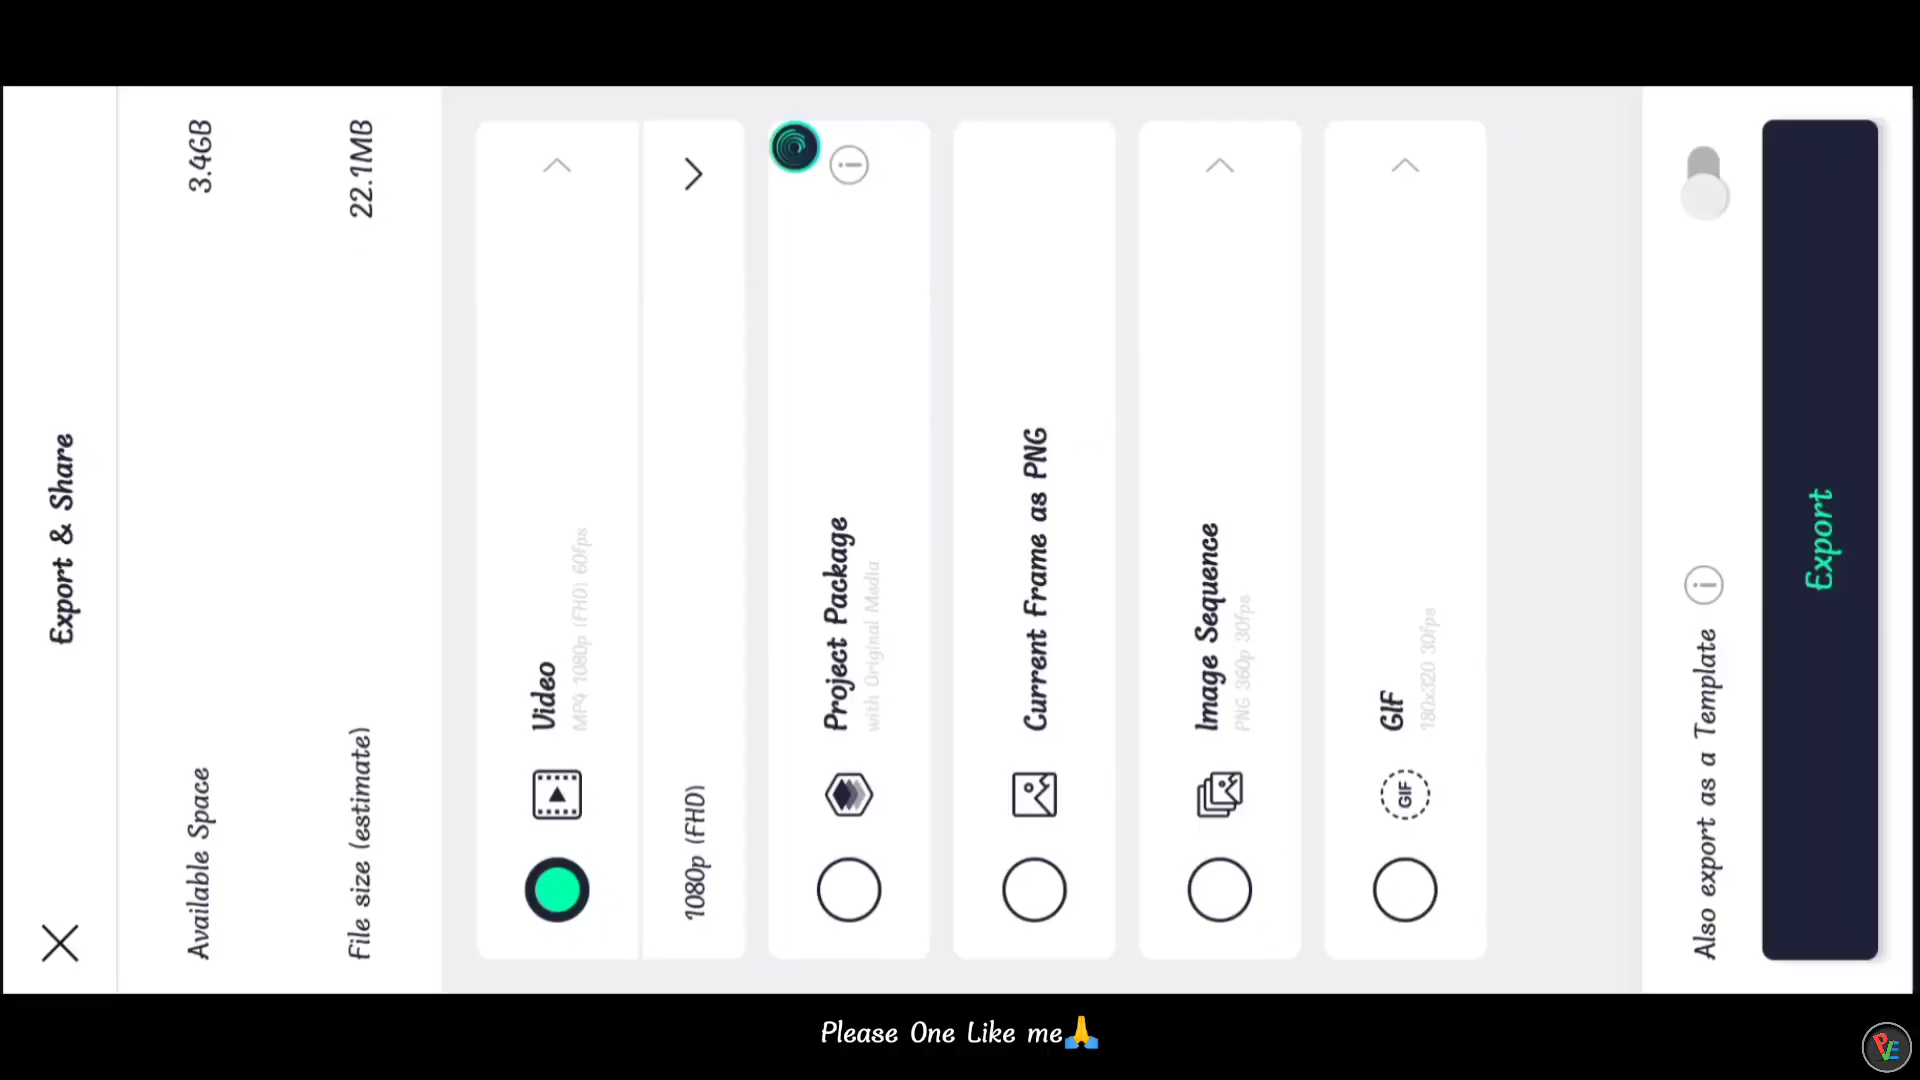 Export & Share
Available Space 3.4GB
File size (estimate) 22.1MB
Video
MP4 1080p (FHD) 60fps
1080p (FHD)
Project Package
with Original Media
Current Frame as PNG
Image Sequence
PNG 360p 30fps
GIF
GIF
180x320 30fps
Also export as a Template
Export
Please One Like me🙏
PE